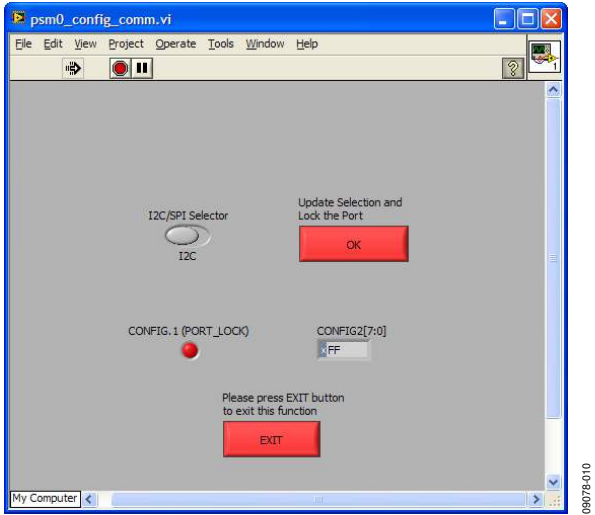 psm0_config_comm.vi
File Edit View Project Operate Tools Window Help
1
I2C/SPI Selector
I2C
Update Selection and
Lock the Port
OK
CONFIG.1 (PORT_LOCK)
CONFIG2[7:0]
x FF
Please press EXIT button
to exit this function
EXIT
My Computer
09078-010